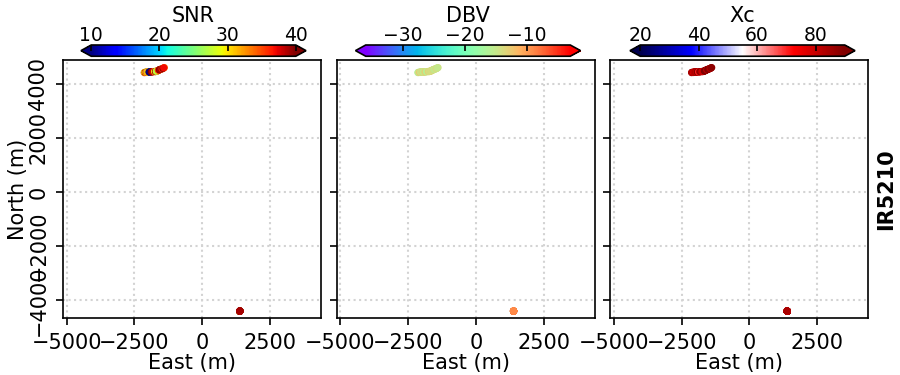 SNR DBV Xc
10 20 30 40 −30 −20 −10 20 40 60 80
4000
2000
0
−2000
−4000
North (m)
IR5210
−5000 −2500 0 2500 −5000 −2500 0 2500 −5000 −2500 0 2500
East (m) East (m) East (m)